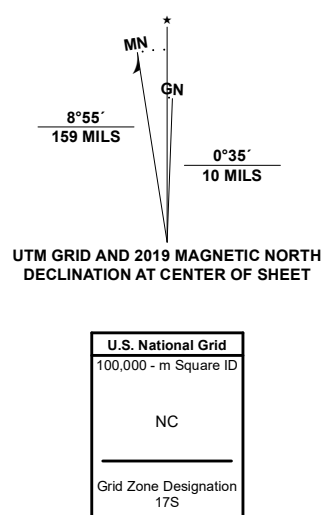 ★
MN
GN
8°55´
159 MILS
0°35´
10 MILS
UTM GRID AND 2019 MAGNETIC NORTH
DECLINATION AT CENTER OF SHEET
U.S. National Grid
100,000 - m Square ID
NC
Grid Zone Designation
17S